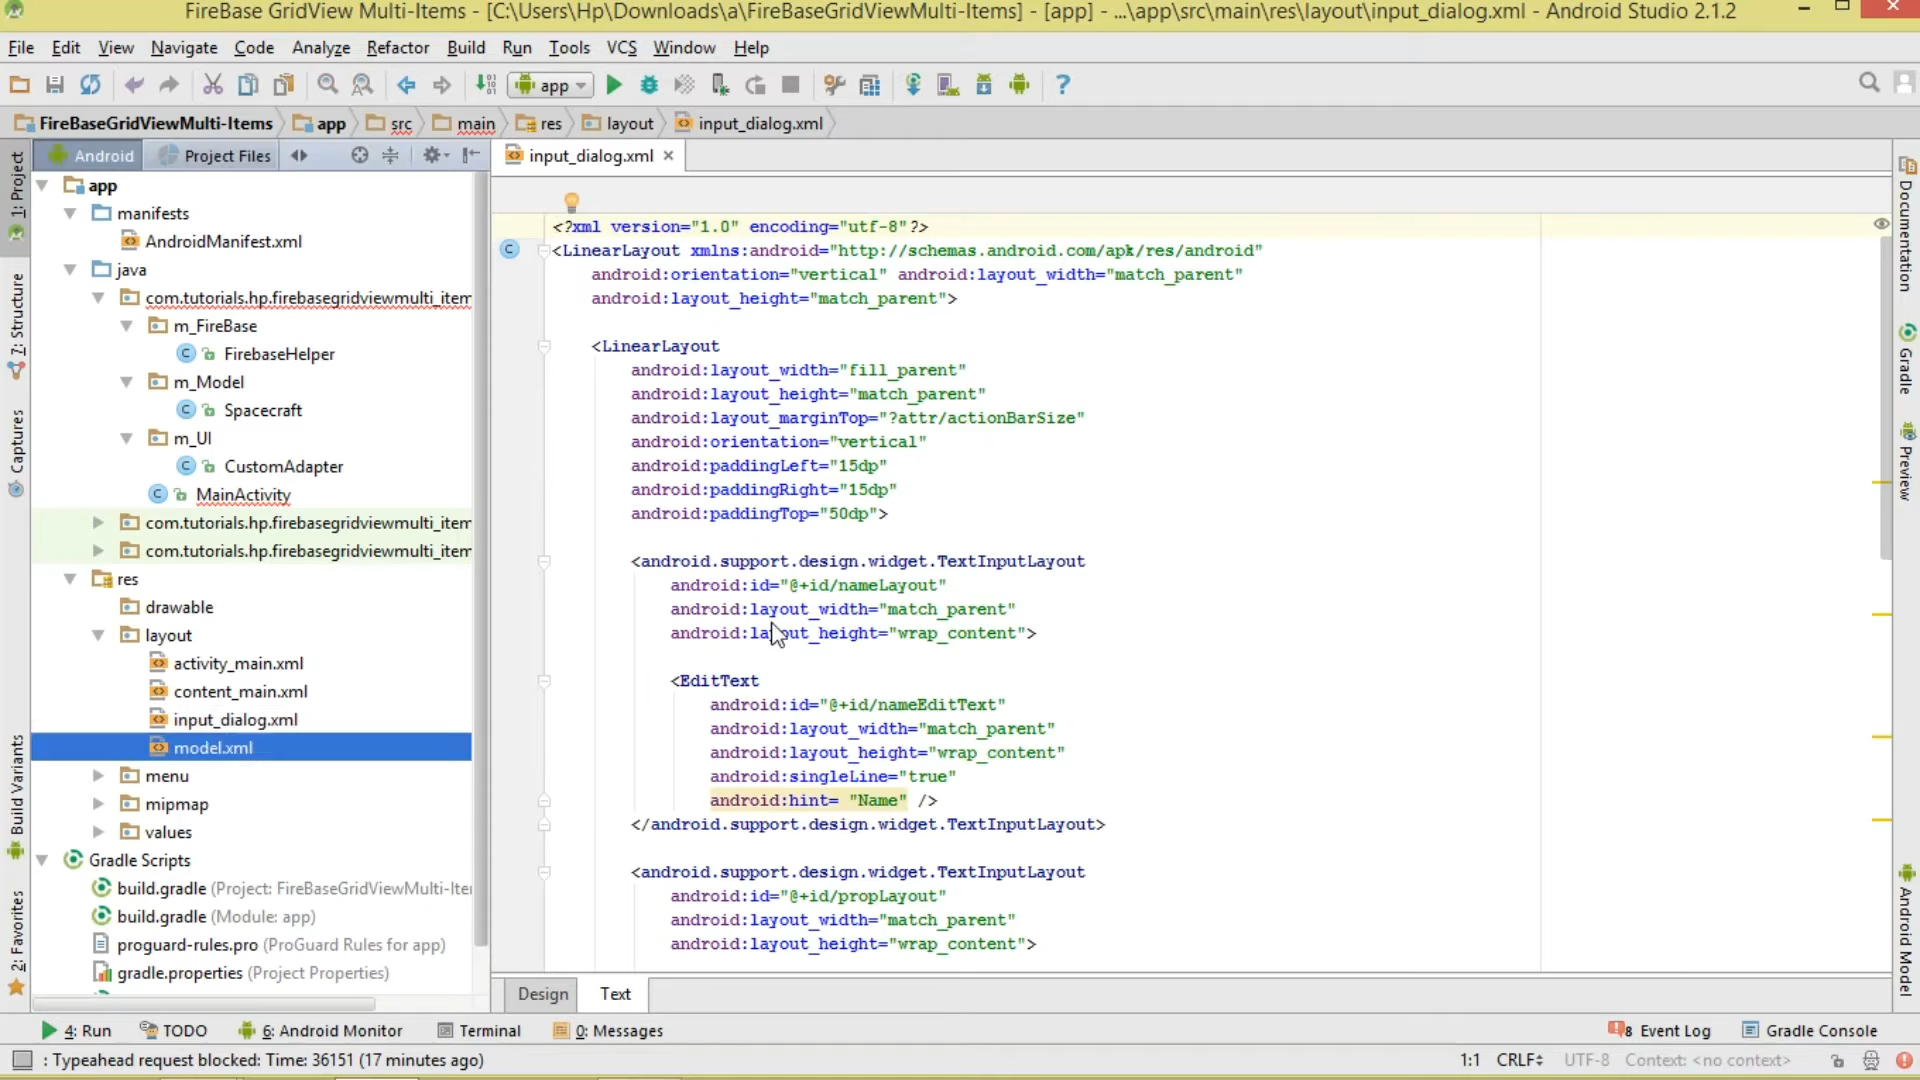 FireBase GridView Multi-Items - [C:\Users\Hp\Downloads\a\FireBaseGridViewMulti-Items] - [app] - ...\app\src\main\res\layout\input_dialog.xml - Android Studio 2.1.2
File Edit View Navigate Code Analyze Refactor Build Run Tools VCS Window Help
app
FireBaseGridViewMulti-Items app src main res layout input_dialog.xml
Android Project Files
input_dialog.xml
1: Project
7: Structure
Captures
Build Variants
2: Favorites
app
manifests
AndroidManifest.xml
java
com.tutorials.hp.firebasegridviewmulti_item
m_FireBase
FirebaseHelper
m_Model
Spacecraft
m_UI
CustomAdapter
MainActivity
com.tutorials.hp.firebasegridviewmulti_item
com.tutorials.hp.firebasegridviewmulti_item
res
drawable
layout
activity_main.xml
content_main.xml
input_dialog.xml
model.xml
menu
mipmap
values
Gradle Scripts
build.gradle (Project: FireBaseGridViewMulti-Ite
build.gradle (Module: app)
proguard-rules.pro (ProGuard Rules for app)
gradle.properties (Project Properties)
<?xml version="1.0" encoding="utf-8"?>
<LinearLayout xmlns:android="http://schemas.android.com/apk/res/android"
android:orientation="vertical" android:layout_width="match_parent"
android:layout_height="match_parent">
<LinearLayout
android:layout_width="fill_parent"
android:layout_height="match_parent"
android:layout_marginTop="?attr/actionBarSize"
android:orientation="vertical"
android:paddingLeft="15dp"
android:paddingRight="15dp"
android:paddingTop="50dp">
<android.support.design.widget.TextInputLayout
android:id="@+id/nameLayout"
android:layout_width="match_parent"
android:layout_height="wrap_content">
<EditText
android:id="@+id/nameEditText"
android:layout_width="match_parent"
android:layout_height="wrap_content"
android:singleLine="true"
android:hint= "Name" />
</android.support.design.widget.TextInputLayout>
<android.support.design.widget.TextInputLayout
android:id="@+id/propLayout"
android:layout_width="match_parent"
android:layout_height="wrap_content">
Design Text
Documentation
Gradle
Preview
Android Model
4: Run TODO 6: Android Monitor Terminal 0: Messages 8 Event Log Gradle Console
: Typeahead request blocked: Time: 36151 (17 minutes ago) 1:1 CRLF UTF-8 Context: <no context>